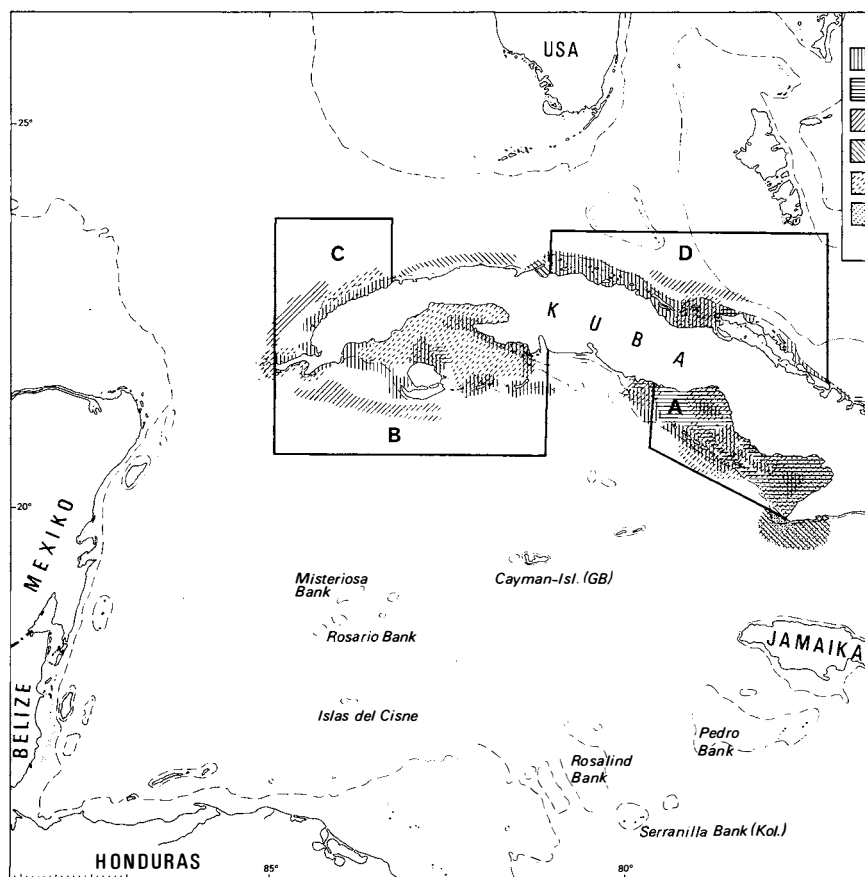 USA
25°
C
D
K U B A
A
B
20°
MEXIKO
Cayman-Isl. (GB)
Misteriosa
Bank
Rosario Bank
JAMAIKA
BELIZE
Islas del Cisne
Pedro
Bank
Rosalind
Bank
Serranilla Bank (Kol.)
HONDURAS
85°
80°